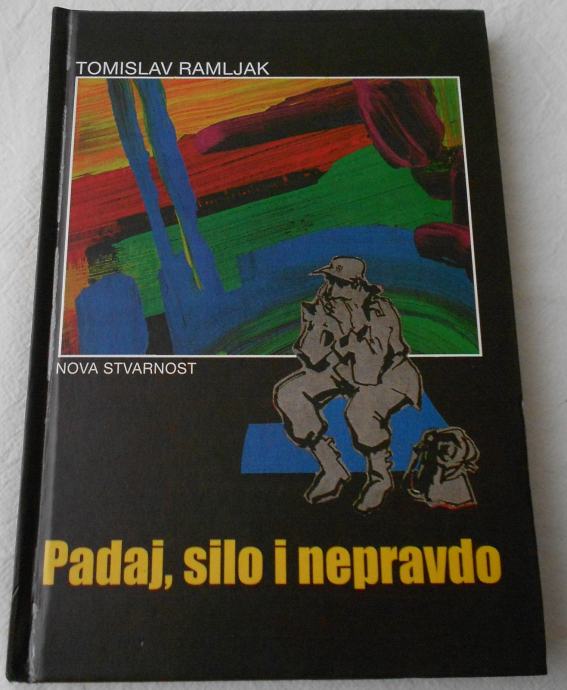 TOMISLAV RAMLJAK
NOVA STVARNOST
Padaj, silo i nepravdo